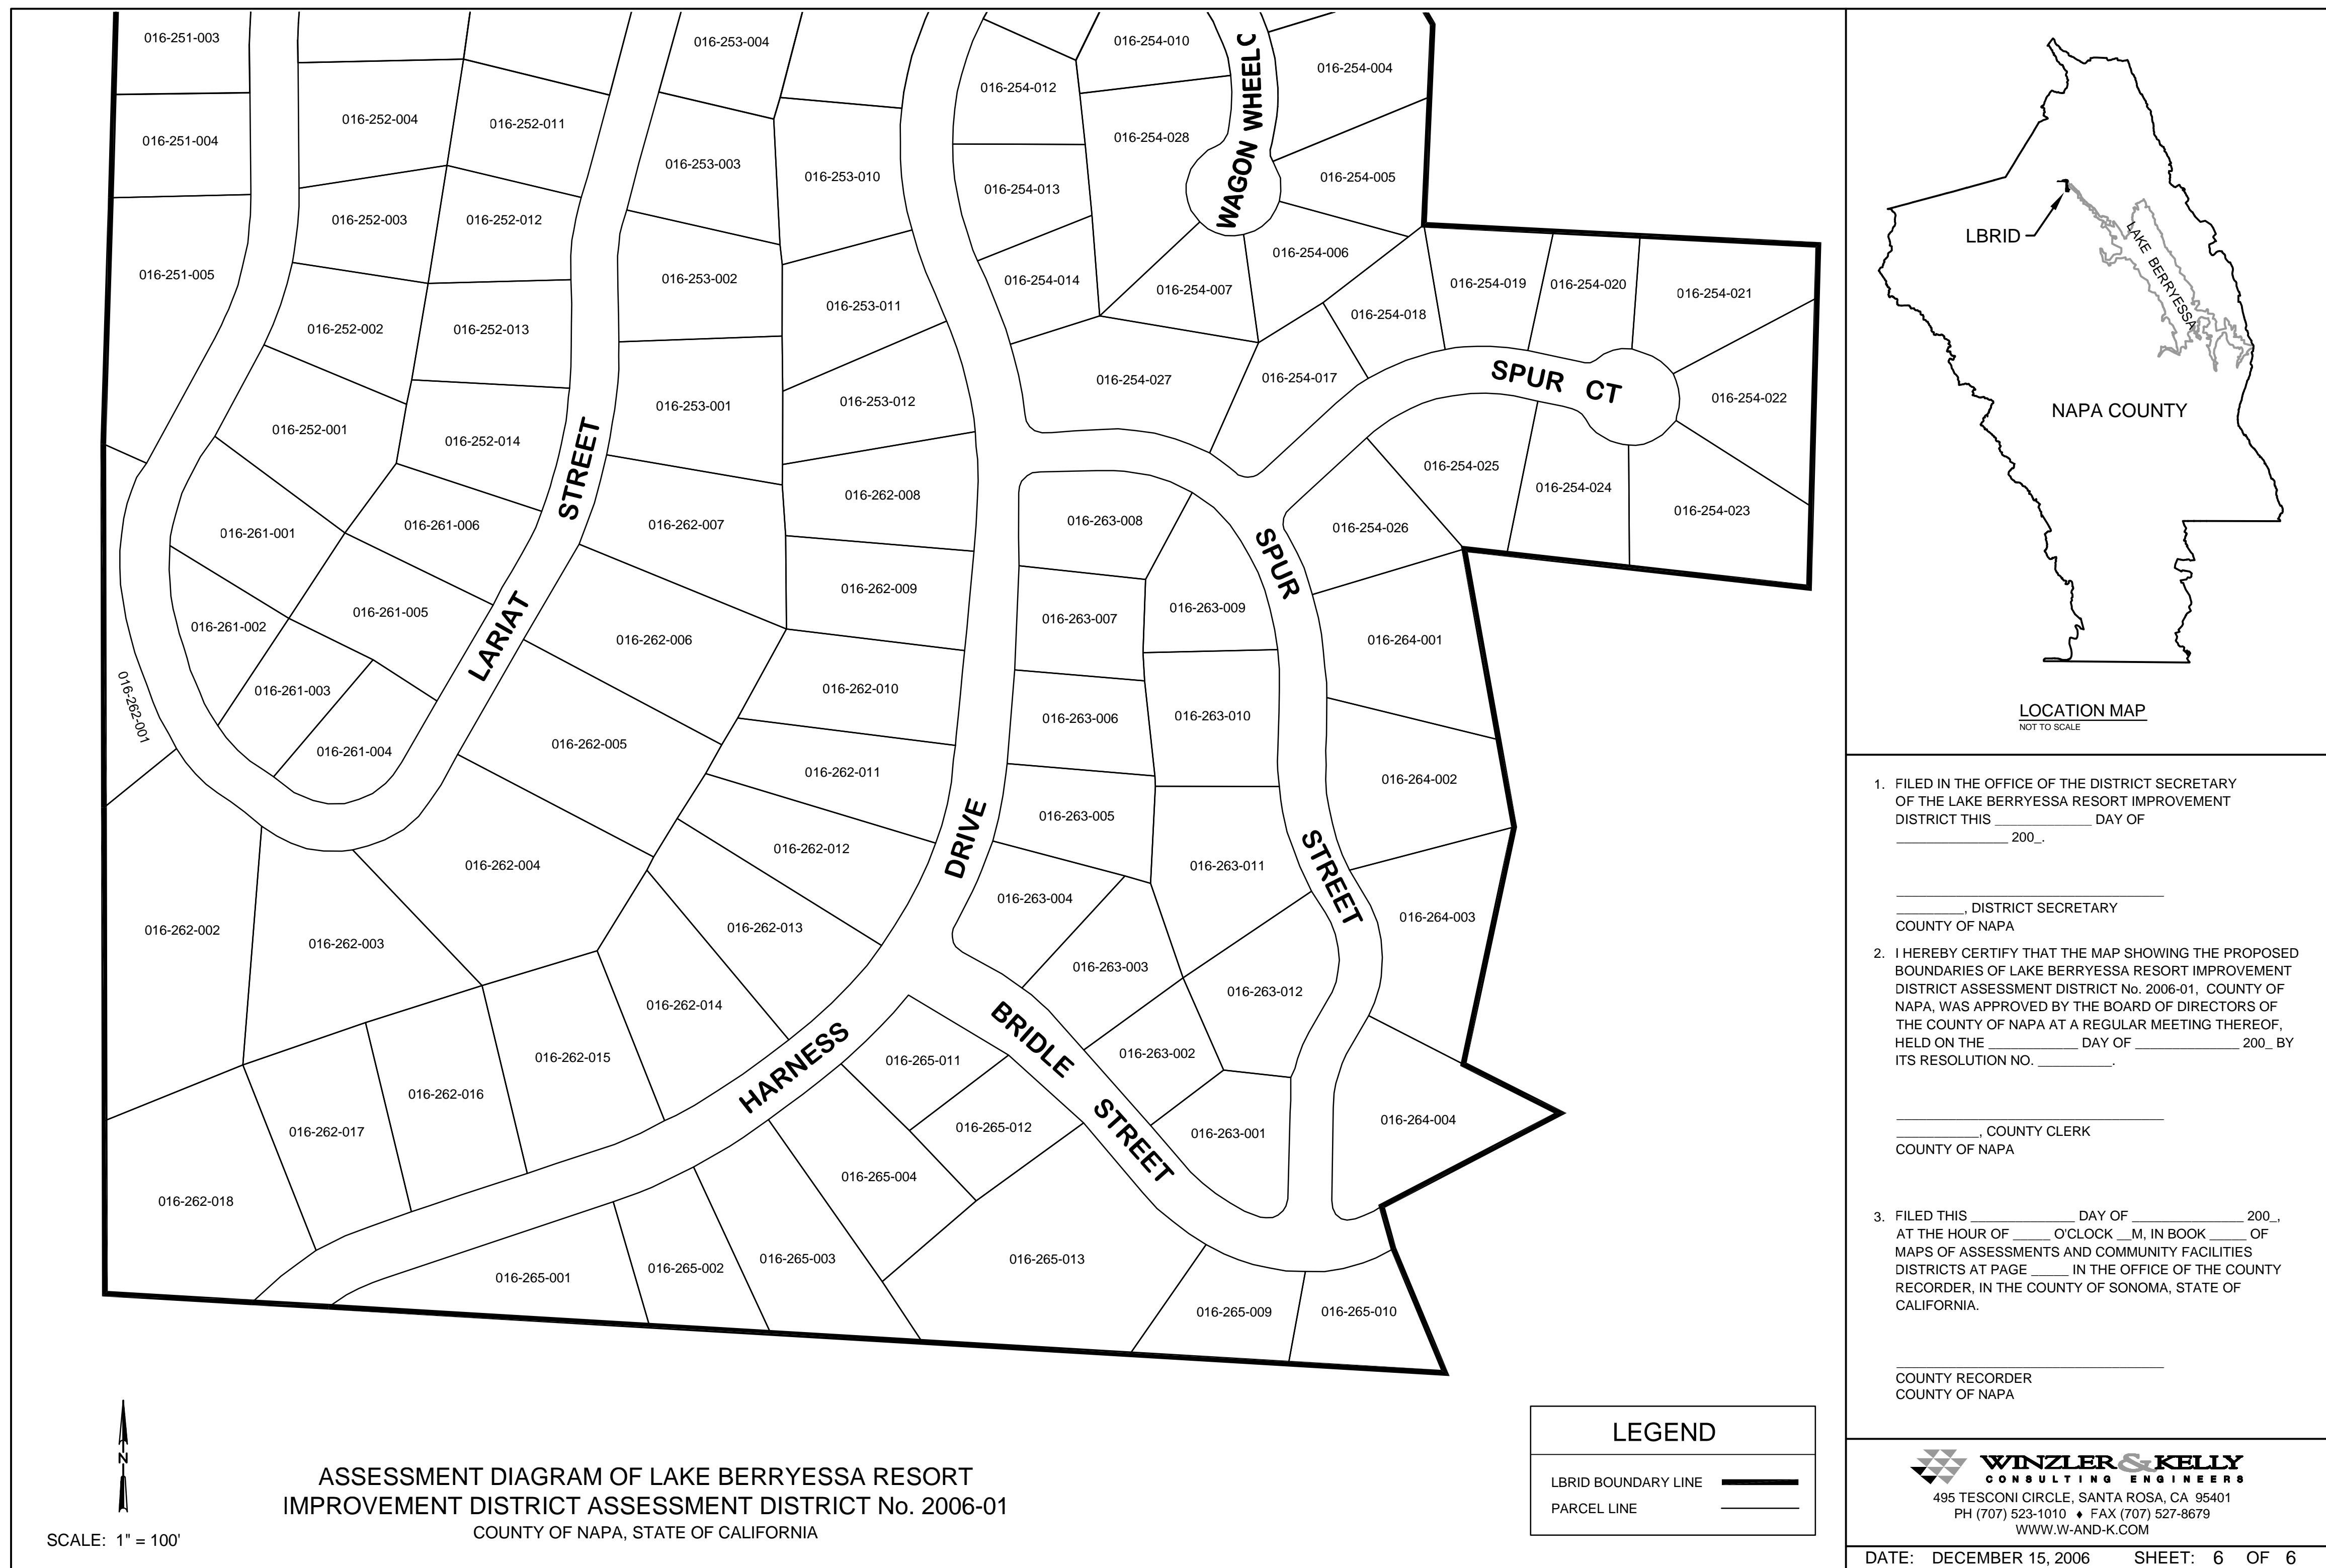 016-251-003
016-253-004
016-254-010
016-254-004
WAGON WHEEL C
016-254-012
016-252-004
016-252-011
016-251-004
016-254-028
016-253-003
016-253-010
016-254-005
016-254-013
016-252-003
016-252-012
016-254-006
016-251-005
016-253-002
016-254-014
016-254-007
016-254-019
016-254-020
016-254-021
016-253-011
016-254-018
016-252-002
016-252-013
016-254-027
016-254-017
SPUR CT
016-254-022
016-253-001
016-253-012
016-252-001
016-252-014
016-254-025
016-254-024
016-262-008
016-254-023
016-261-001
016-261-006
016-262-007
016-263-008
016-254-026
LARIAT STREET
016-262-009
016-261-002
016-261-005
016-263-007
016-263-009
SPUR STREET
016-262-006
016-264-001
016-262-001
016-261-003
016-262-010
016-263-006
016-263-010
016-261-004
016-262-005
016-262-011
016-264-002
016-263-005
016-262-012
016-262-004
016-263-011
016-263-004
016-264-003
016-262-002
016-262-003
016-262-013
016-263-003
016-263-012
HARNESS DRIVE
016-262-014
BRIDLE STREET
016-262-015
016-265-011
016-263-002
016-262-016
016-265-012
016-263-001
016-264-004
016-262-017
016-265-004
016-262-018
016-265-001
016-265-002
016-265-003
016-265-013
016-265-009
016-265-010
N
SCALE: 1" = 100'
ASSESSMENT DIAGRAM OF LAKE BERRYESSA RESORT
IMPROVEMENT DISTRICT ASSESSMENT DISTRICT No. 2006-01
COUNTY OF NAPA, STATE OF CALIFORNIA
LEGEND
LBRID BOUNDARY LINE
PARCEL LINE
LBRID
LAKE BERRYESSA
NAPA COUNTY
LOCATION MAP
NOT TO SCALE
1. FILED IN THE OFFICE OF THE DISTRICT SECRETARY
OF THE LAKE BERRYESSA RESORT IMPROVEMENT
DISTRICT THIS _____________ DAY OF
_______________ 200_.
____________________________________
_________, DISTRICT SECRETARY
COUNTY OF NAPA
2. I HEREBY CERTIFY THAT THE MAP SHOWING THE PROPOSED
BOUNDARIES OF LAKE BERRYESSA RESORT IMPROVEMENT
DISTRICT ASSESSMENT DISTRICT No. 2006-01, COUNTY OF
NAPA, WAS APPROVED BY THE BOARD OF DIRECTORS OF
THE COUNTY OF NAPA AT A REGULAR MEETING THEREOF,
HELD ON THE ____________ DAY OF ______________ 200_ BY
ITS RESOLUTION NO. __________.
____________________________________
___________, COUNTY CLERK
COUNTY OF NAPA
3. FILED THIS ______________ DAY OF _______________ 200_,
AT THE HOUR OF _____ O'CLOCK __M, IN BOOK _____ OF
MAPS OF ASSESSMENTS AND COMMUNITY FACILITIES
DISTRICTS AT PAGE _____ IN THE OFFICE OF THE COUNTY
RECORDER, IN THE COUNTY OF SONOMA, STATE OF
CALIFORNIA.
____________________________________
COUNTY RECORDER
COUNTY OF NAPA
WINZLER & KELLY
CONSULTING ENGINEERS
495 TESCONI CIRCLE, SANTA ROSA, CA 95401
PH (707) 523-1010 ♦ FAX (707) 527-8679
WWW.W-AND-K.COM
DATE: DECEMBER 15, 2006 SHEET: 6 OF 6